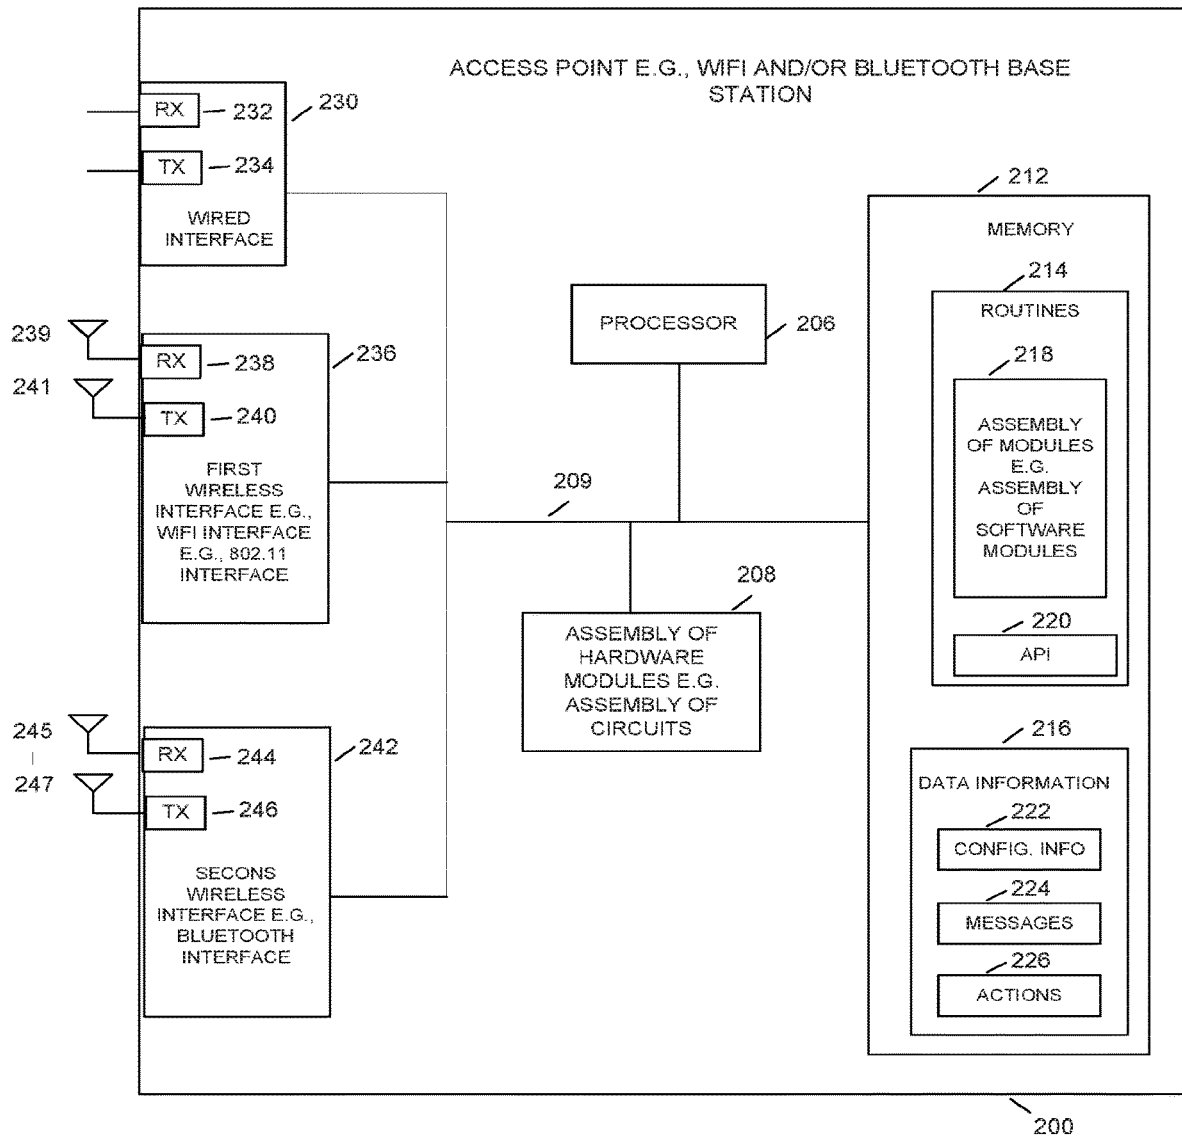 ACCESS POINT E.G., WIFI AND/OR BLUETOOTH BASE
STATION
RX
232
230
TX
234
WIRED
INTERFACE
239
RX
238
236
241
TX
240
FIRST
WIRELESS
INTERFACE E.G.,
WIFI INTERFACE
E.G., 802.11
INTERFACE
245
RX
244
242
247
TX
246
SECONS
WIRELESS
INTERFACE E.G.,
BLUETOOTH
INTERFACE
PROCESSOR
206
209
208
ASSEMBLY OF
HARDWARE
MODULES E.G.
ASSEMBLY OF
CIRCUITS
212
MEMORY
214
ROUTINES
218
ASSEMBLY
OF MODULES
E.G.
ASSEMBLY
OF
SOFTWARE
MODULES
220
API
216
DATA INFORMATION
222
CONFIG. INFO
224
MESSAGES
226
ACTIONS
200